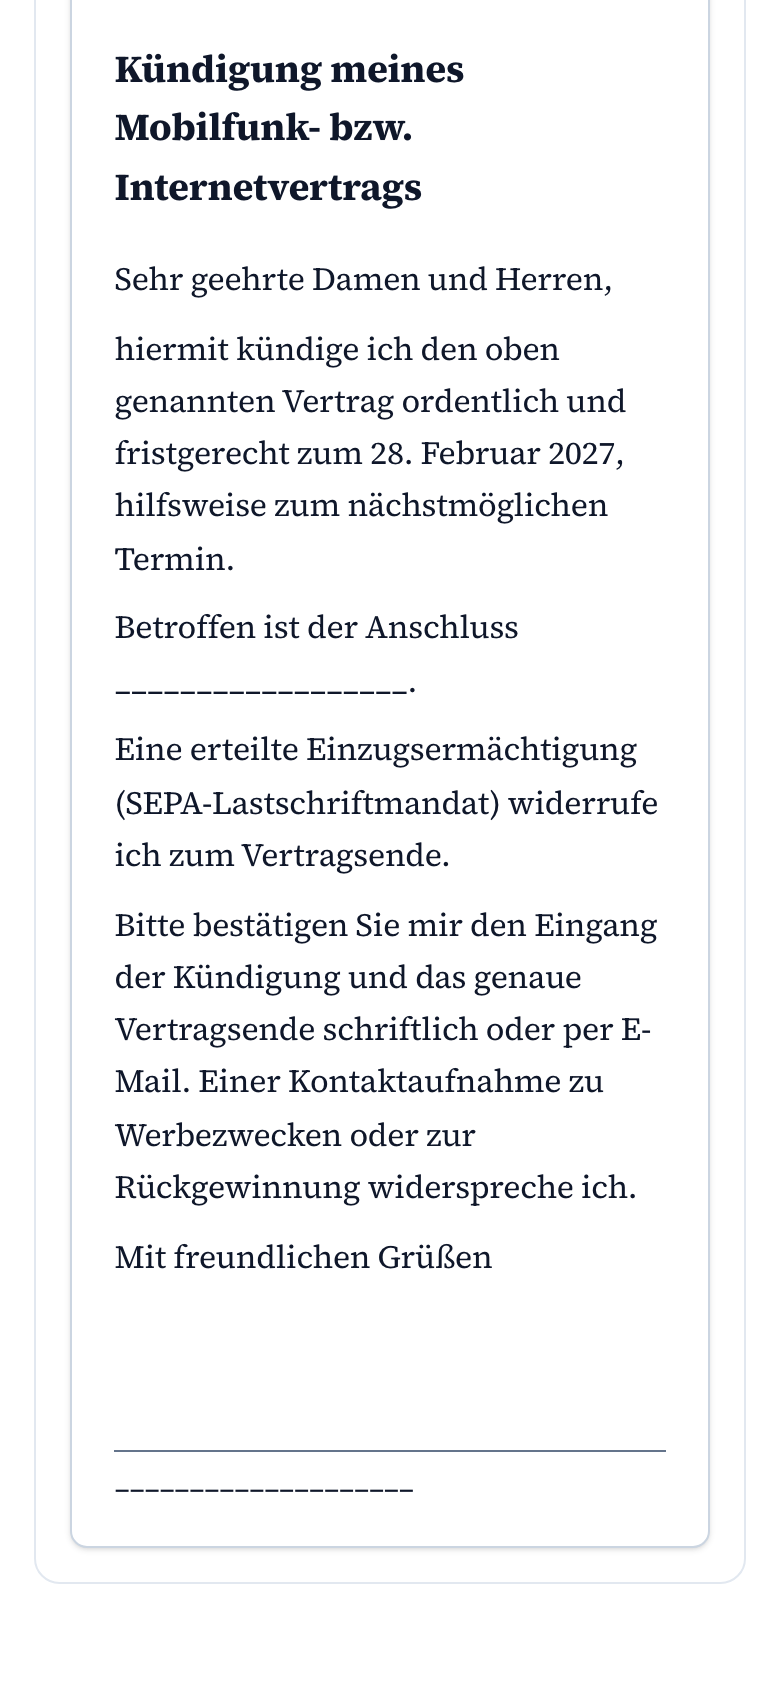 Kündigung meines
Mobilfunk- bzw.
Internetvertrags
Sehr geehrte Damen und Herren,
hiermit kündige ich den oben
genannten Vertrag ordentlich und
fristgerecht zum 28. Februar 2027,
hilfsweise zum nächstmöglichen
Termin.
Betroffen ist der Anschluss
__________________.
Eine erteilte Einzugsermächtigung
(SEPA-Lastschriftmandat) widerrufe
ich zum Vertragsende.
Bitte bestätigen Sie mir den Eingang
der Kündigung und das genaue
Vertragsende schriftlich oder per E-
Mail. Einer Kontaktaufnahme zu
Werbezwecken oder zur
Rückgewinnung widerspreche ich.
Mit freundlichen Grüßen
____________________